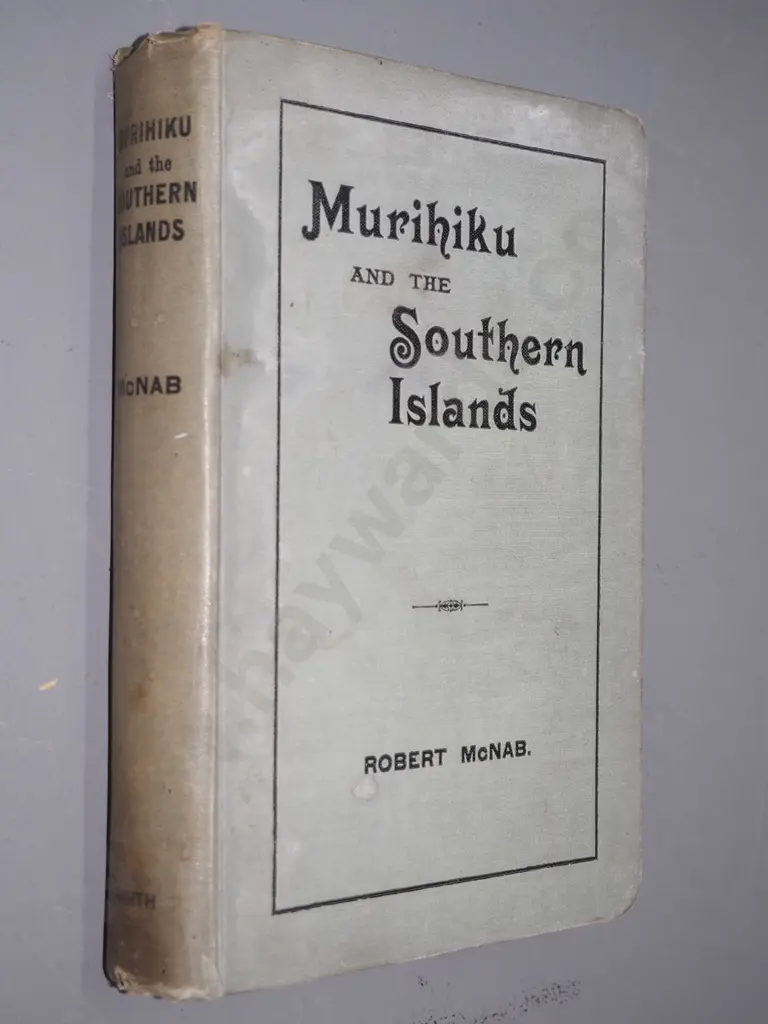 MURIHIKU
and the
SOUTHERN
ISLANDS
McNAB
Murihiku
AND THE
Southern
Islands
ROBERT McNAB.